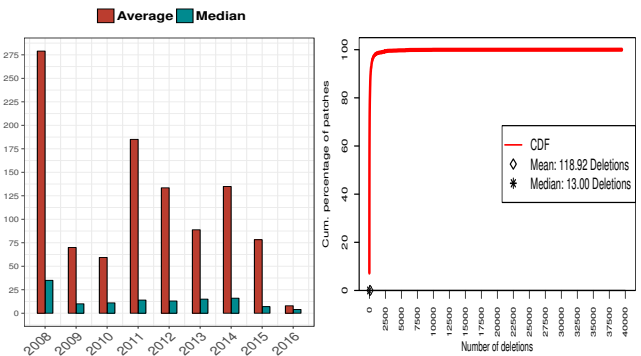 Average Median
275
250
225
200
175
150
125
100
75
50
25
0
2008 2009 2010 2011 2012 2013 2014 2015 2016
Cum. percentage of patches
100
80
60
40
20
0
CDF
Mean: 118.92 Deletions
Median: 13.00 Deletions
0 2500 5000 7500 10000 12500 15000 17500 20000 22500 25000 27500 30000 32500 35000 37500 40000
Number of deletions